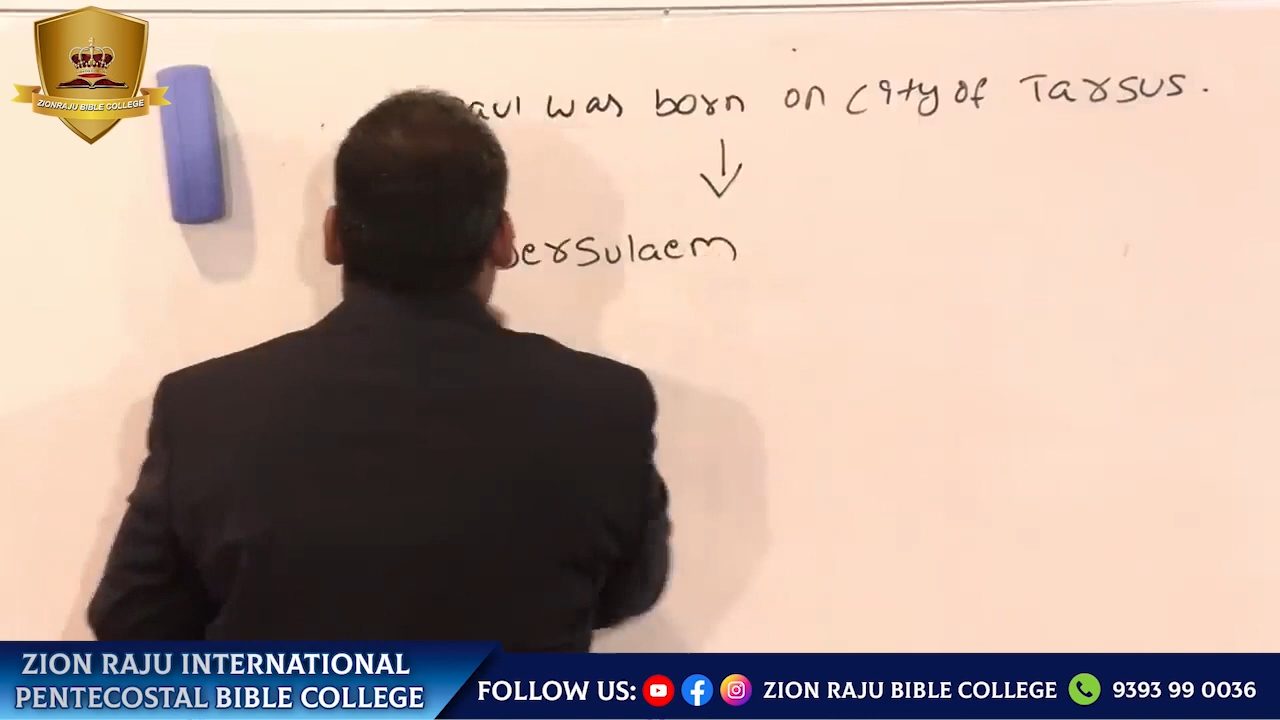 ZIONRAJU BIBLE COLLEGE
aul was born on City of Tarsus.
Jersulaem
ZION RAJU INTERNATIONAL
PENTECOSTAL BIBLE COLLEGE
FOLLOW US: ZION RAJU BIBLE COLLEGE 9393 99 0036